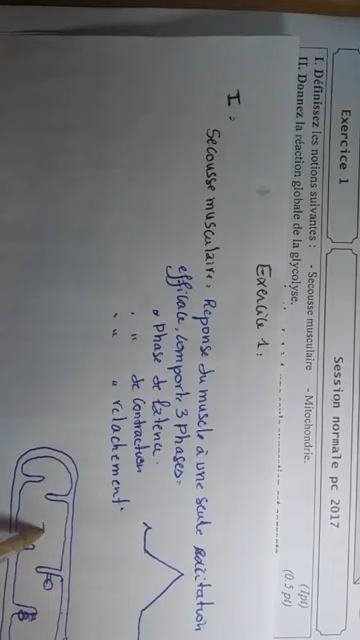 Exercice 1
Session normale pc 2017
I. Définissez les notions suivantes : - Secousse musculaire - Mitochondrie. (1pt)
II. Donnez la réaction globale de la glycolyse. (0.5 pt)
Exercice 1:
I:
Secousse musculaire, Reponse du muscle à une seule excitation
efficace, comporte 3 phases=
Phase de latence.
" de contraction
" " relachement